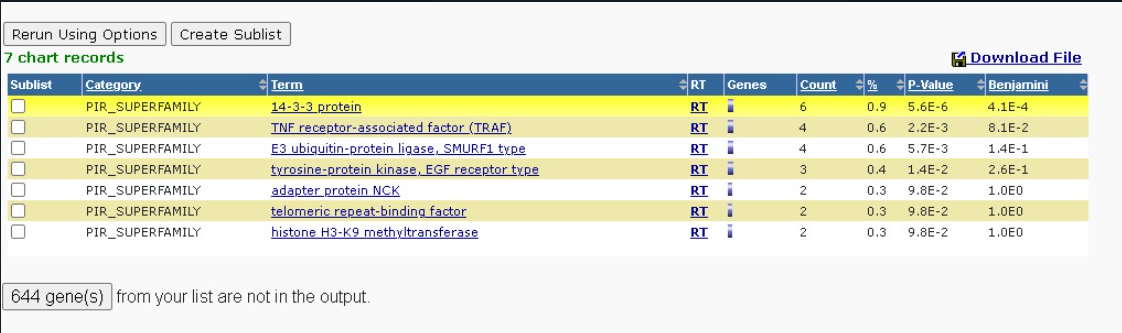 Rerun Using Options Create Sublist
7 chart records Download File
Sublist Category Term RT Genes Count % P-Value Benjamini
PIR_SUPERFAMILY 14-3-3 protein RT 6 0.9 5.6E-6 4.1E-4
PIR_SUPERFAMILY TNF receptor-associated factor (TRAF) RT 4 0.6 2.2E-3 8.1E-2
PIR_SUPERFAMILY E3 ubiquitin-protein ligase, SMURF1 type RT 4 0.6 5.7E-3 1.4E-1
PIR_SUPERFAMILY tyrosine-protein kinase, EGF receptor type RT 3 0.4 1.4E-2 2.6E-1
PIR_SUPERFAMILY adapter protein NCK RT 2 0.3 9.8E-2 1.0E0
PIR_SUPERFAMILY telomeric repeat-binding factor RT 2 0.3 9.8E-2 1.0E0
PIR_SUPERFAMILY histone H3-K9 methyltransferase RT 2 0.3 9.8E-2 1.0E0
644 gene(s) from your list are not in the output.